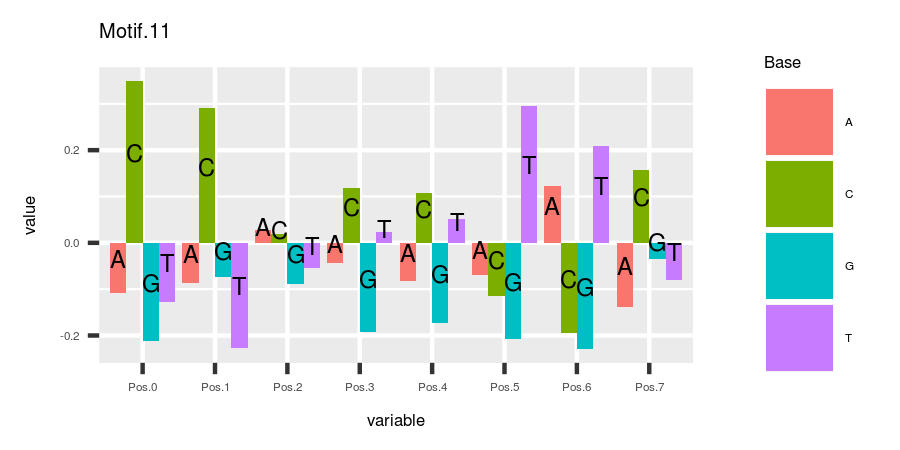 Motif.11
Base
A
C
G
T
value
0.2
0.0
-0.2
A C G T A C G T A C G T A C G T A C G T A C G T A C G T A C G T
Pos.0 Pos.1 Pos.2 Pos.3 Pos.4 Pos.5 Pos.6 Pos.7
variable